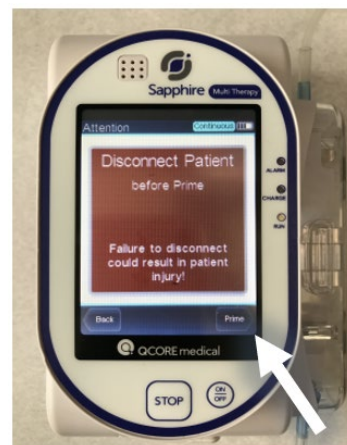 Sapphire Multi Therapy
Attention Continuous
Disconnect Patient
before Prime
Failure to disconnect
could result in patient
injury!
Back Prime
QCORE medical
ALARM
CHARGE
RUN
STOP
ON
OFF